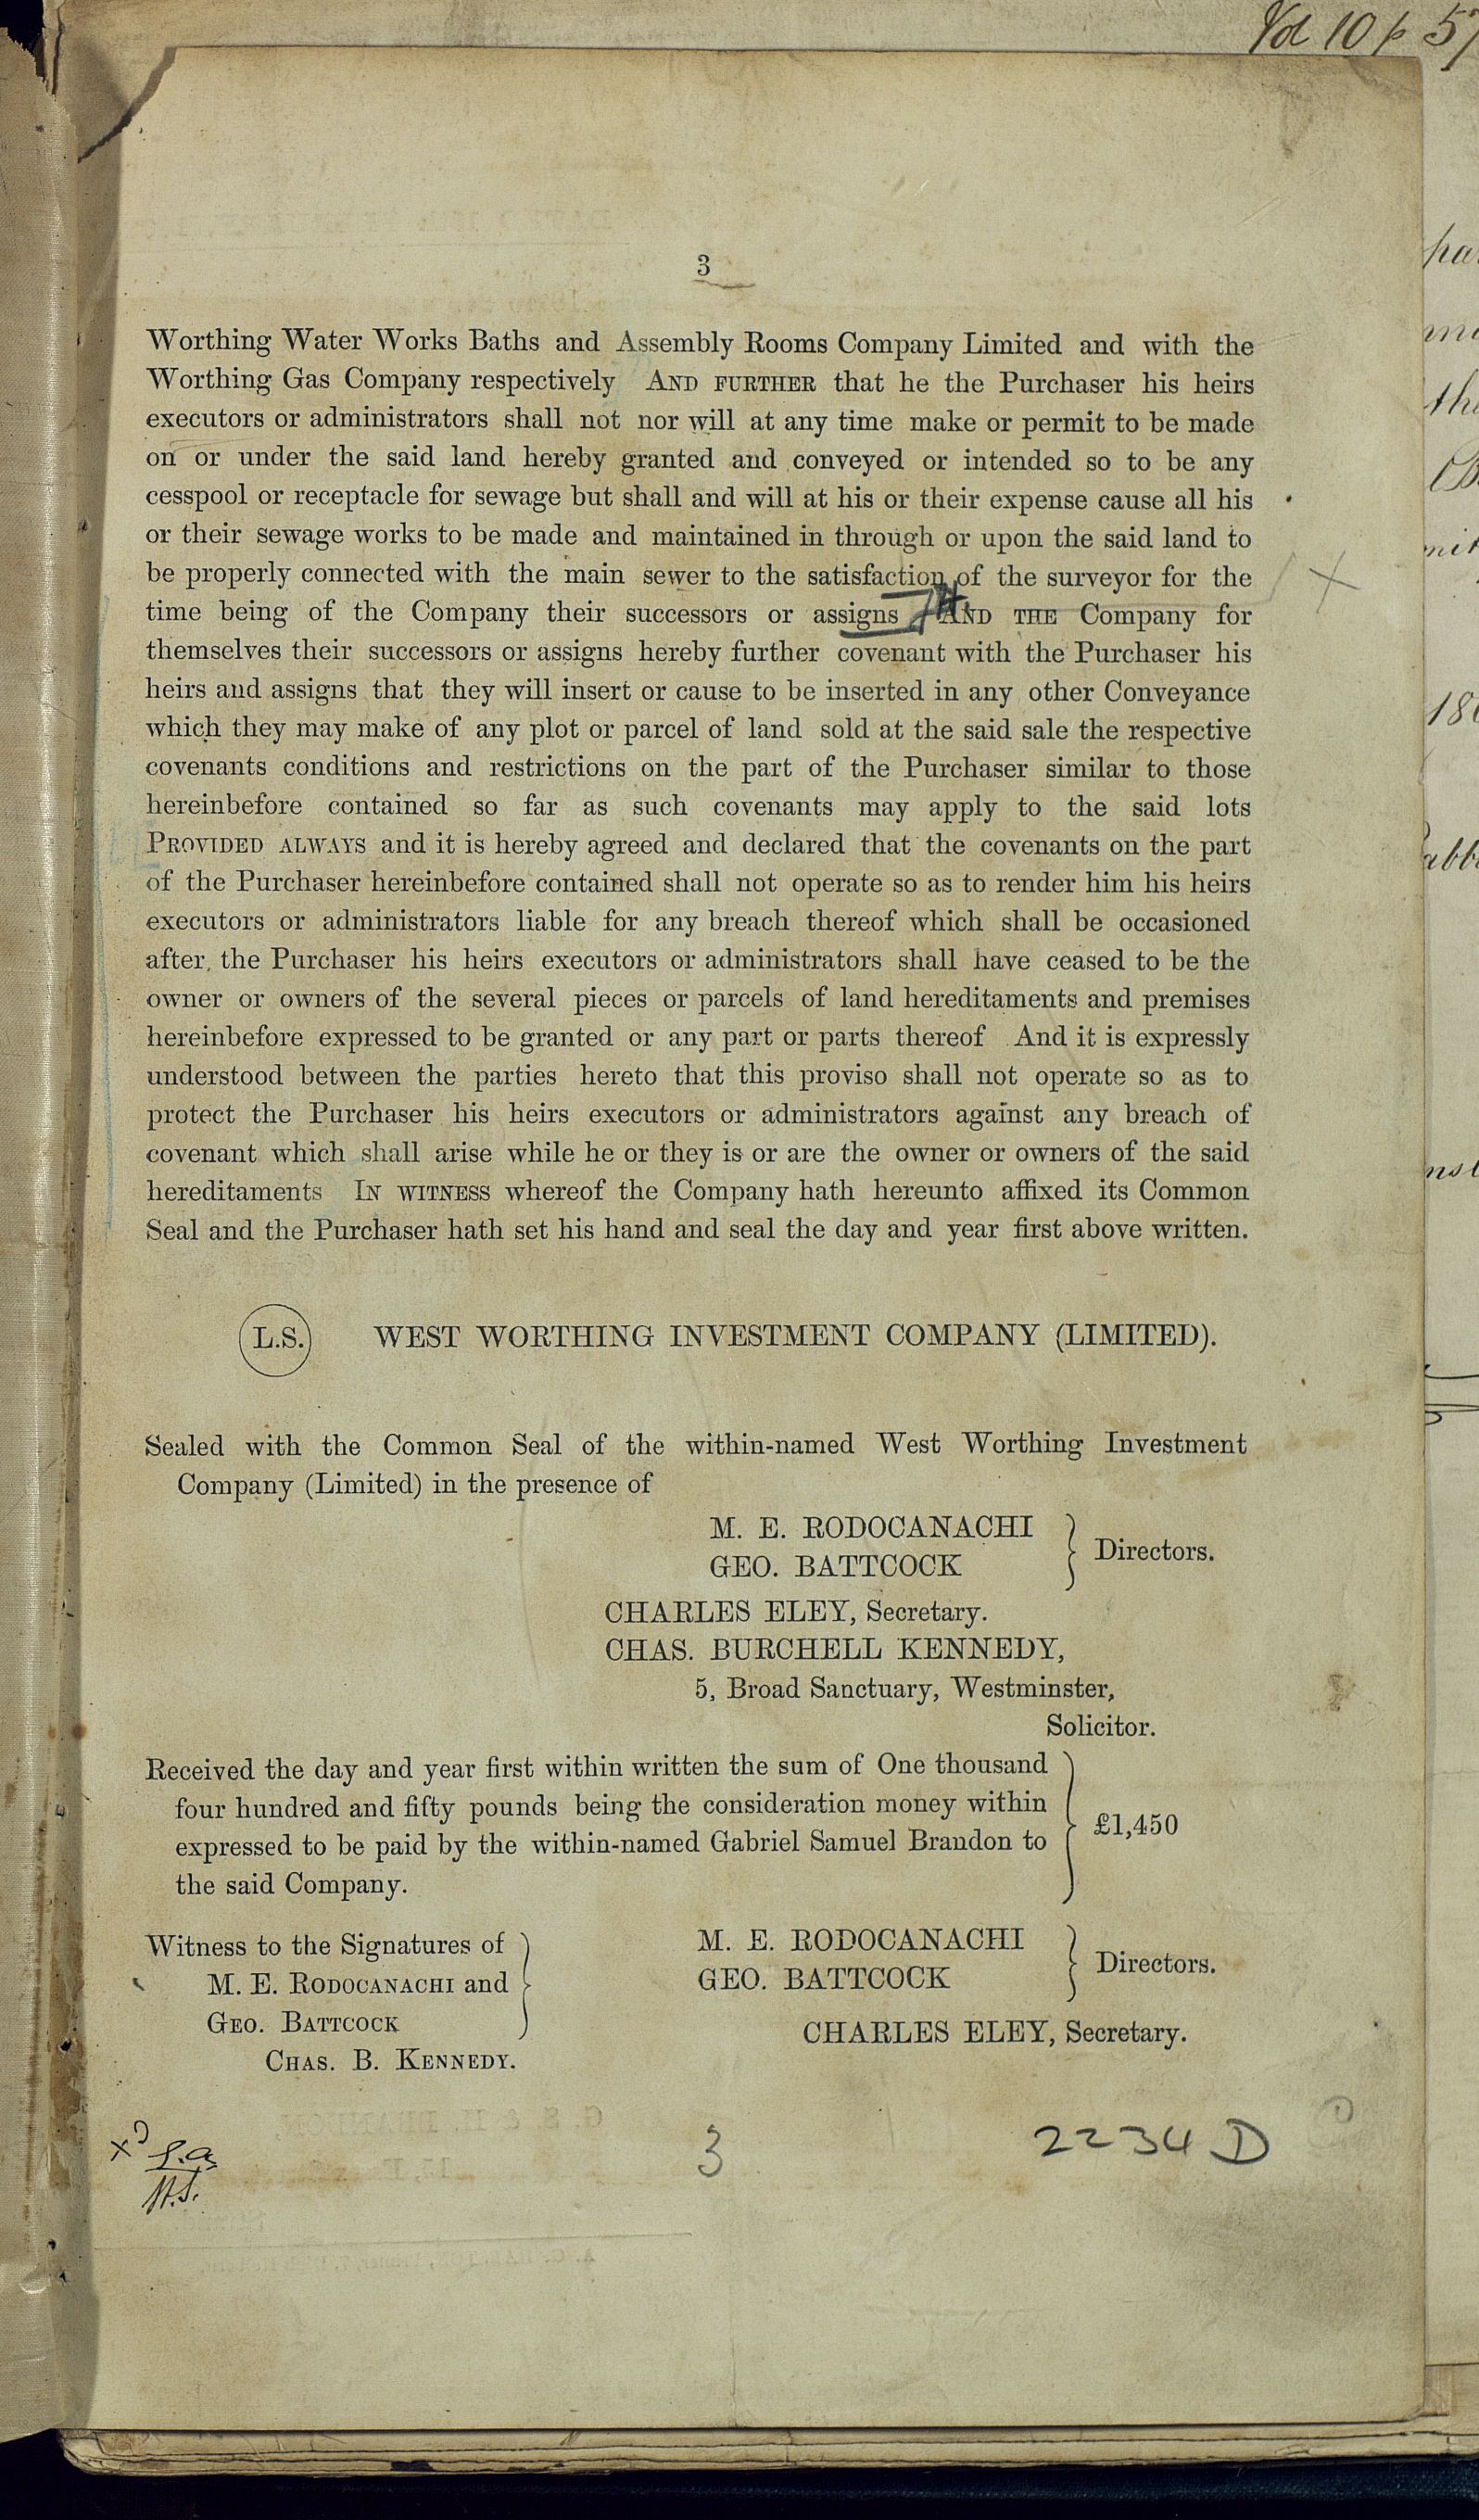 Vol 10 p 57
3
Worthing Water Works Baths and Assembly Rooms Company Limited and with the
Worthing Gas Company respectively AND FURTHER that he the Purchaser his heirs
executors or administrators shall not nor will at any time make or permit to be made
on or under the said land hereby granted and conveyed or intended so to be any
cesspool or receptacle for sewage but shall and will at his or their expense cause all his
or their sewage works to be made and maintained in through or upon the said land to
be properly connected with the main sewer to the satisfaction of the surveyor for the
time being of the Company their successors or assigns AND THE Company for
themselves their successors or assigns hereby further covenant with the Purchaser his
heirs and assigns that they will insert or cause to be inserted in any other Conveyance
which they may make of any plot or parcel of land sold at the said sale the respective
covenants conditions and restrictions on the part of the Purchaser similar to those
hereinbefore contained so far as such covenants may apply to the said lots
PROVIDED ALWAYS and it is hereby agreed and declared that the covenants on the part
of the Purchaser hereinbefore contained shall not operate so as to render him his heirs
executors or administrators liable for any breach thereof which shall be occasioned
after, the Purchaser his heirs executors or administrators shall have ceased to be the
owner or owners of the several pieces or parcels of land hereditaments and premises
hereinbefore expressed to be granted or any part or parts thereof And it is expressly
understood between the parties hereto that this proviso shall not operate so as to
protect the Purchaser his heirs executors or administrators against any breach of
covenant which shall arise while he or they is or are the owner or owners of the said
hereditaments IN WITNESS whereof the Company hath hereunto affixed its Common
Seal and the Purchaser hath set his hand and seal the day and year first above written.
L.S. WEST WORTHING INVESTMENT COMPANY (LIMITED).
Sealed with the Common Seal of the within-named West Worthing Investment
Company (Limited) in the presence of
M. E. RODOCANACHI
GEO. BATTCOCK
Directors.
CHARLES ELEY, Secretary.
CHAS. BURCHELL KENNEDY,
5, Broad Sanctuary, Westminster,
Solicitor.
Received the day and year first within written the sum of One thousand
four hundred and fifty pounds being the consideration money within
expressed to be paid by the within-named Gabriel Samuel Brandon to
the said Company.
£1,450
Witness to the Signatures of
M. E. RODOCANACHI and
GEO. BATTCOCK
CHAS. B. KENNEDY.
M. E. RODOCANACHI
GEO. BATTCOCK
Directors.
CHARLES ELEY, Secretary.
3
2234 D